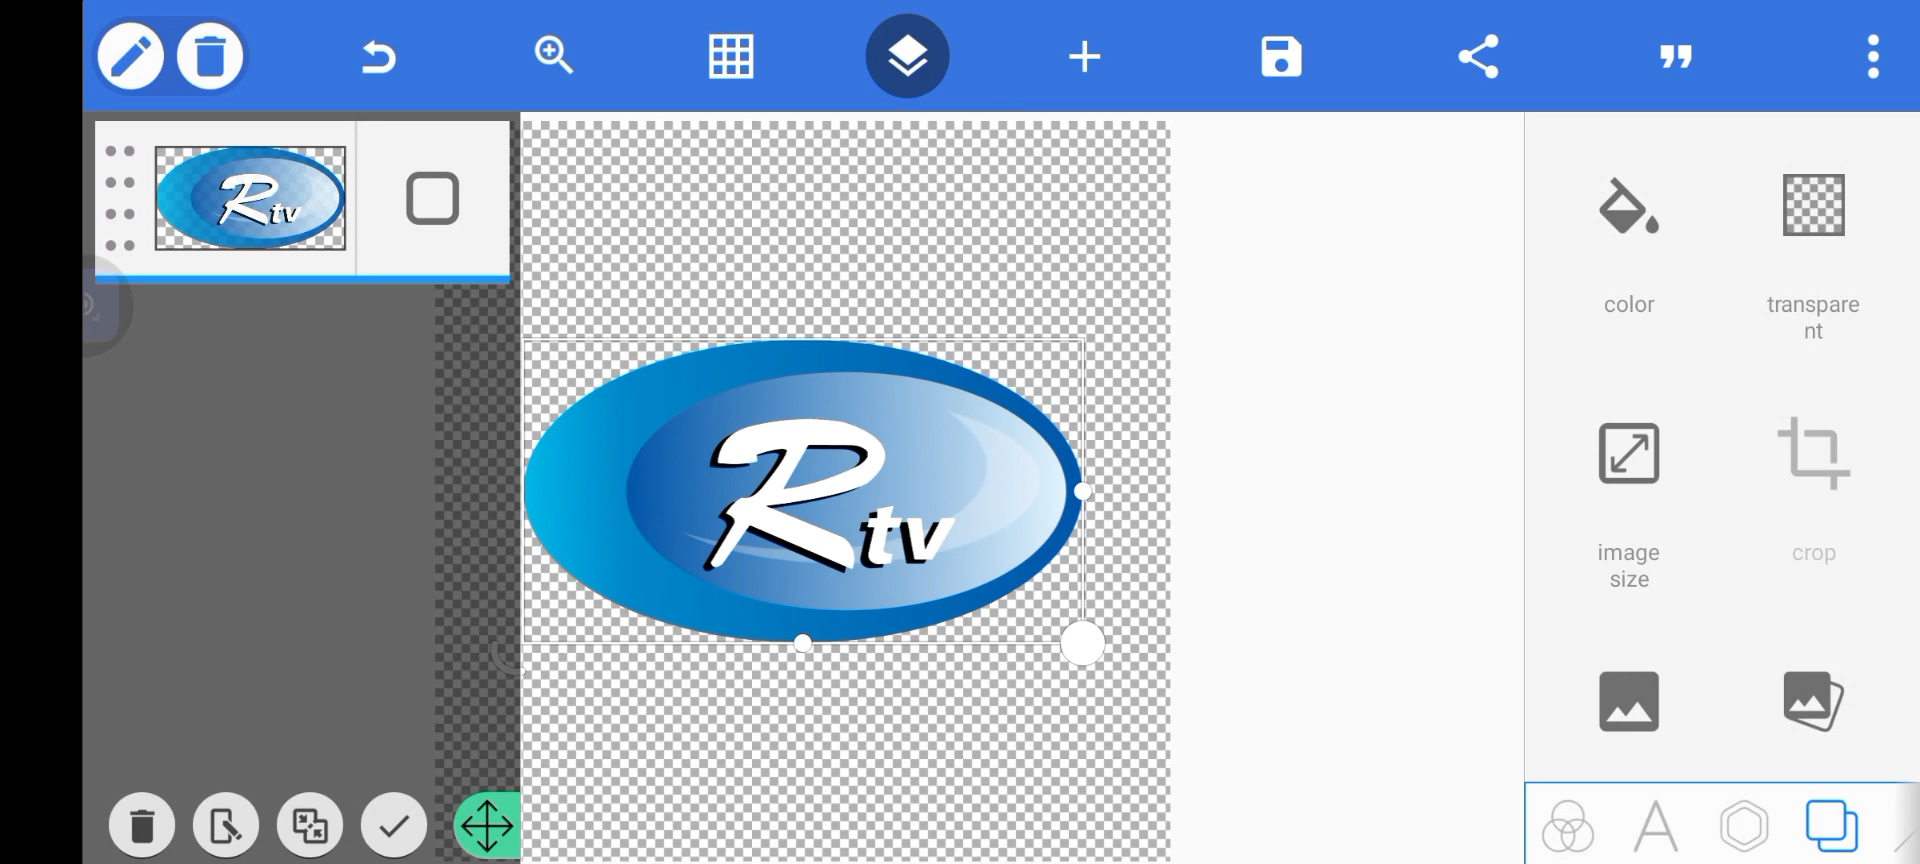 Rtv
color
transpare
nt
Rtv
image
size
crop